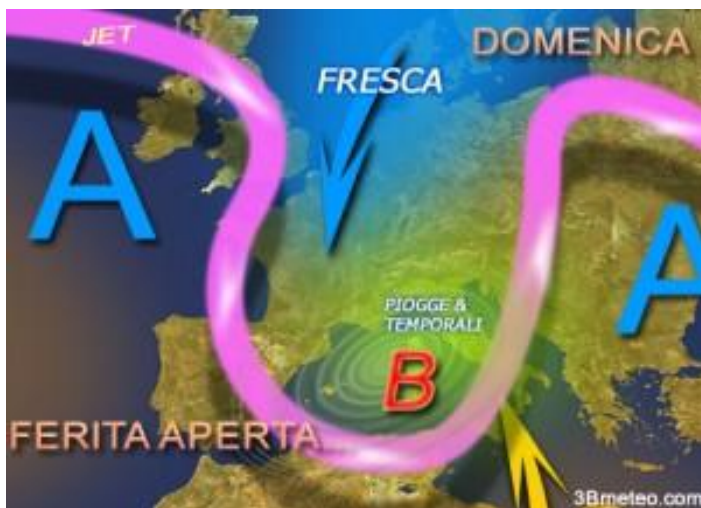 JET
DOMENICA
FRESCA
A
A
PIOGGE &
TEMPORALI
B
FERITA APERTA
3Bmeteo.com